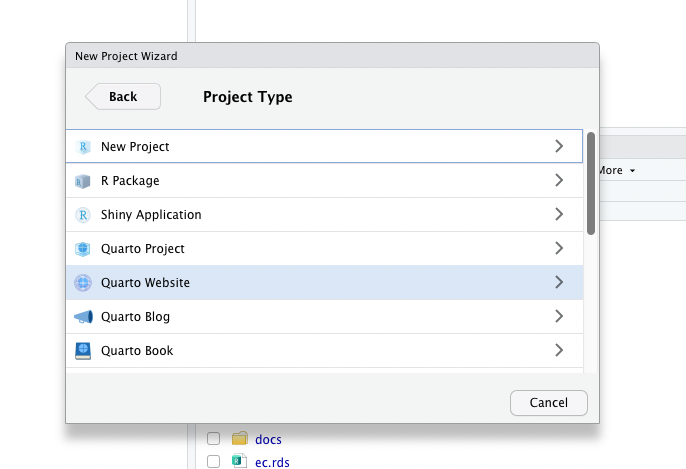 New Project Wizard
Back
Project Type
R New Project
R R Package
R Shiny Application
Quarto Project
Quarto Website
Quarto Blog
Quarto Book
Cancel
More
docs
ec.rds